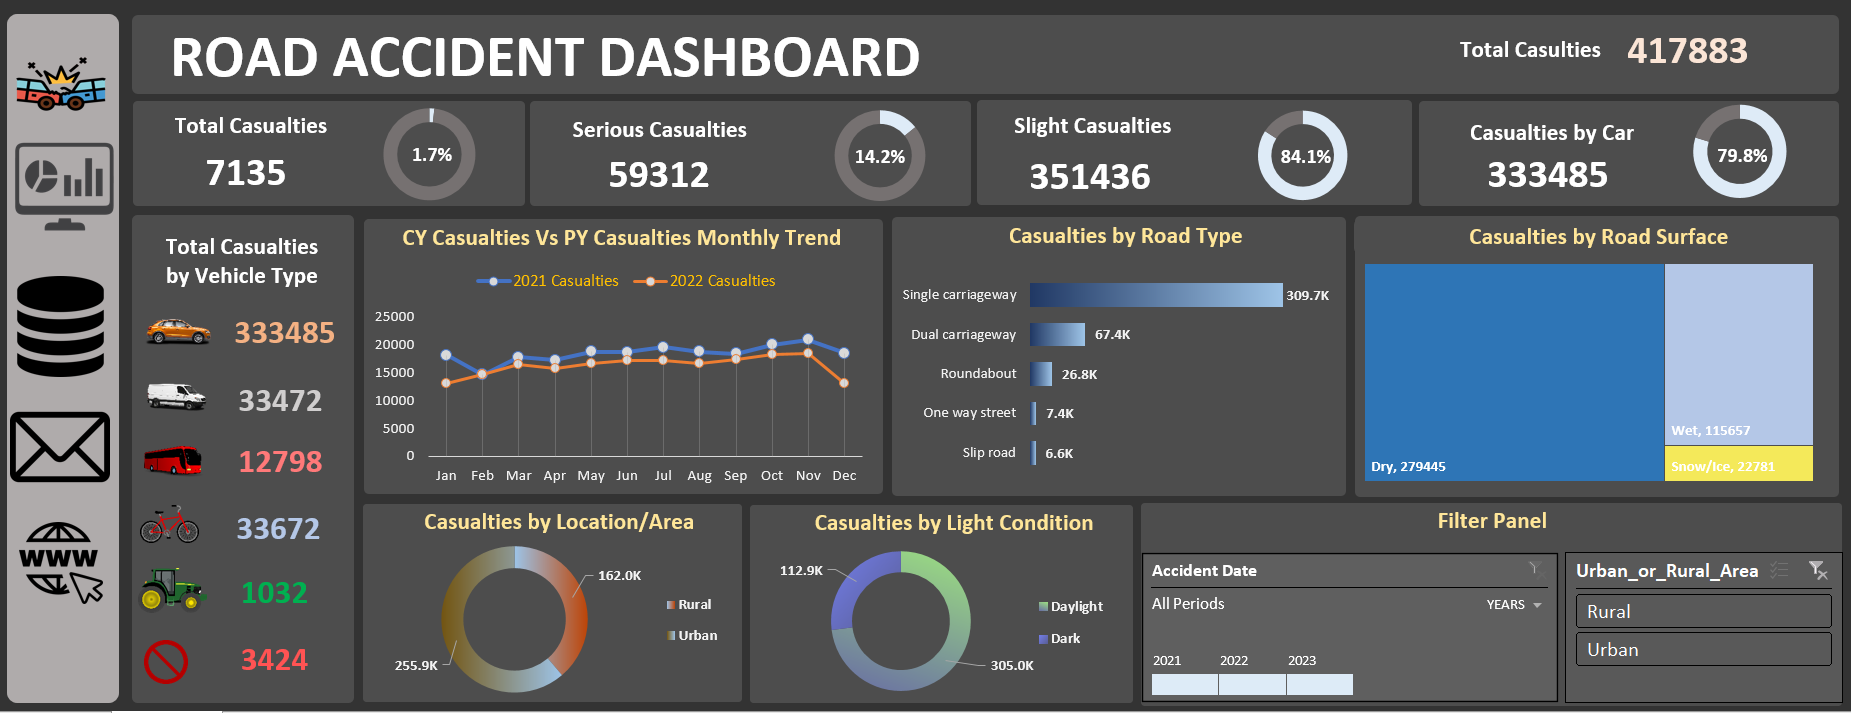 ROAD ACCIDENT DASHBOARD
Total Casulties 417883
Total Casualties
7135
1.7%
Serious Casualties
59312
14.2%
Slight Casualties
351436
84.1%
Casualties by Car
333485
79.8%
WWW
Total Casualties
by Vehicle Type
333485
33472
12798
33672
1032
3424
CY Casualties Vs PY Casualties Monthly Trend
2021 Casualties 2022 Casualties
25000
20000
15000
10000
5000
0
Jan Feb Mar Apr May Jun Jul Aug Sep Oct Nov Dec
Casualties by Road Type
Single carriageway 309.7K
Dual carriageway 67.4K
Roundabout 26.8K
One way street 7.4K
Slip road 6.6K
Casualties by Road Surface
Dry, 279445
Wet, 115657
Snow/Ice, 22781
Casualties by Location/Area
162.0K
255.9K
Rural
Urban
Casualties by Light Condition
112.9K
305.0K
Daylight
Dark
Filter Panel
Accident Date
All Periods YEARS
2021 2022 2023
Urban_or_Rural_Area
Rural
Urban